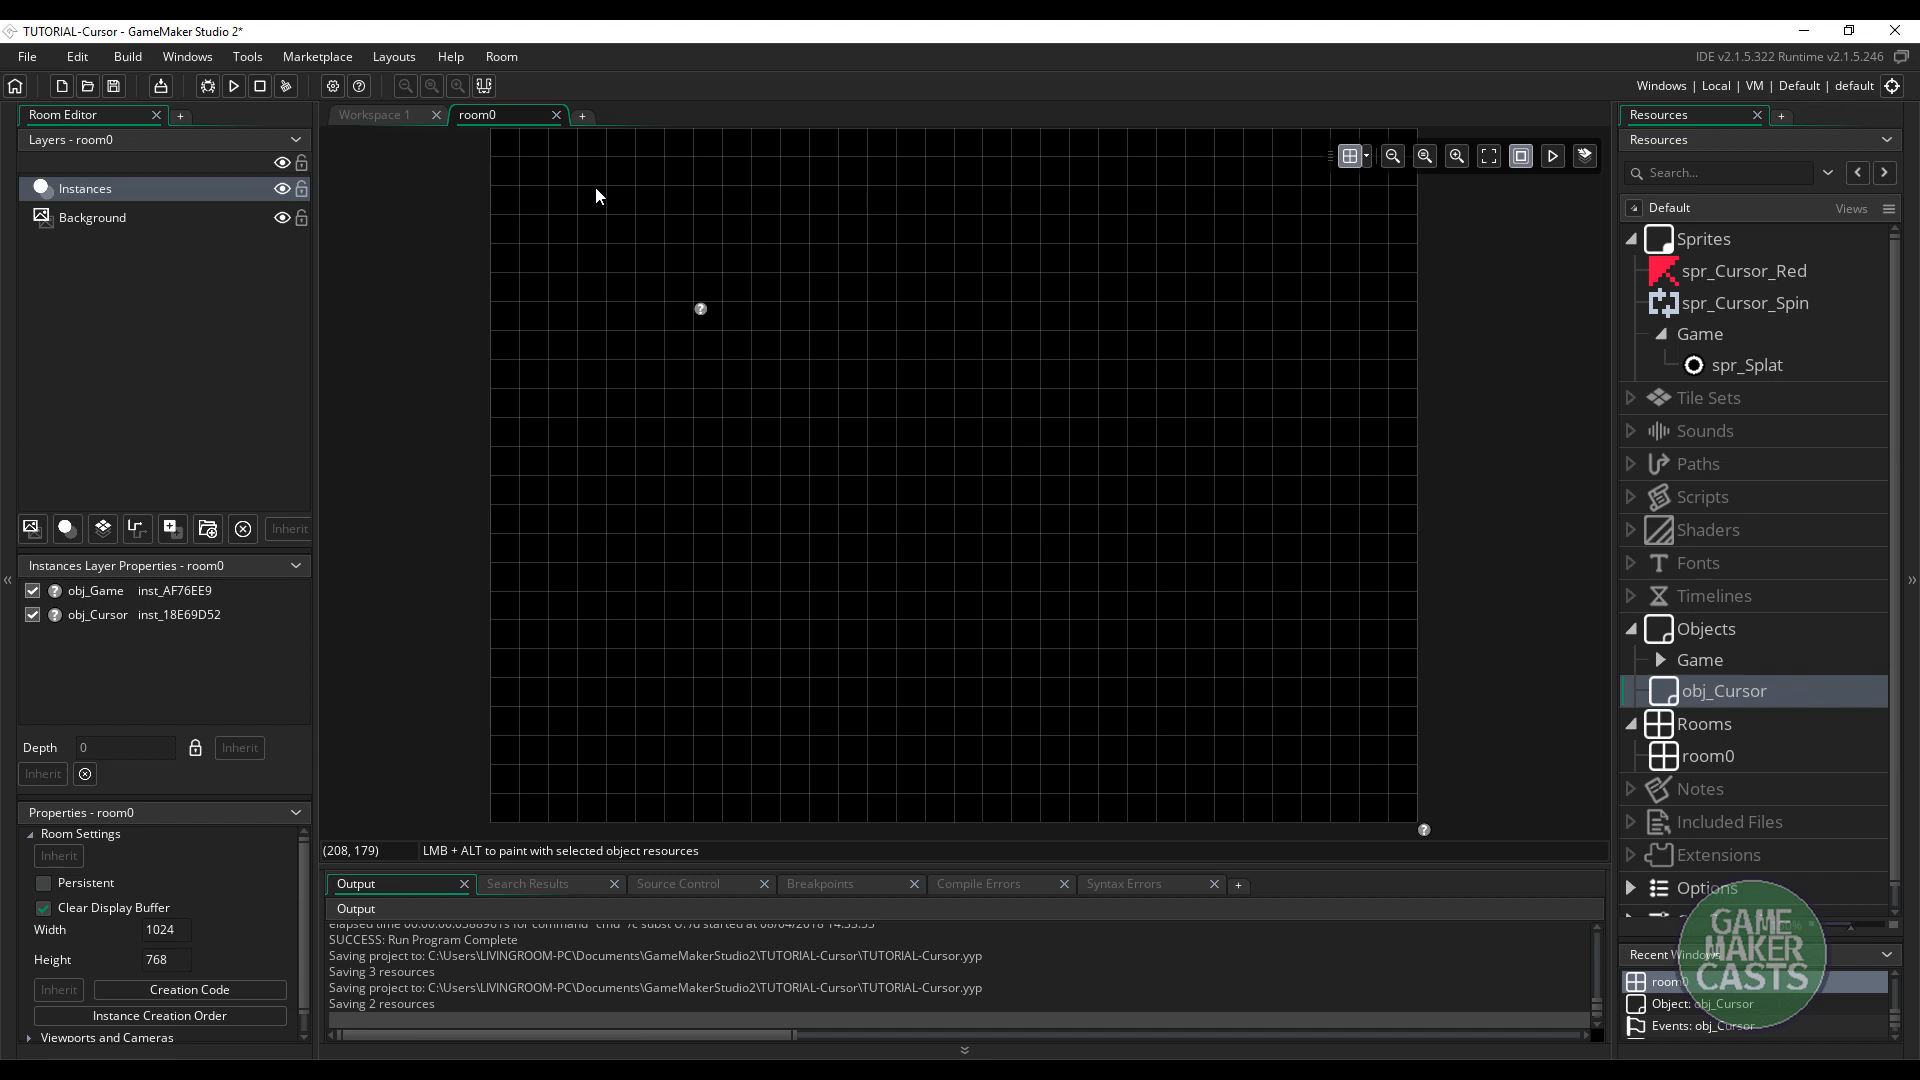 TUTORIAL-Cursor - GameMaker Studio 2*
File Edit Build Windows Tools Marketplace Layouts Help Room
IDE v2.1.5.322 Runtime v2.1.5.246
Windows | Local | VM | Default | default
Room Editor
Layers - room0
Instances
Background
Inherit
Instances Layer Properties - room0
obj_Game inst_AF76EE9
obj_Cursor inst_18E69D52
Depth 0 Inherit
Inherit
Properties - room0
Room Settings
Inherit
Persistent
Clear Display Buffer
Width 1024
Height 768
Inherit Creation Code
Instance Creation Order
Viewports and Cameras
Workspace 1 room0
(208, 179) LMB + ALT to paint with selected object resources
Output Search Results Source Control Breakpoints Compile Errors Syntax Errors
Output
SUCCESS: Run Program Complete
Saving project to: C:\Users\LIVINGROOM-PC\Documents\GameMakerStudio2\TUTORIAL-Cursor\TUTORIAL-Cursor.yyp
Saving 3 resources
Saving project to: C:\Users\LIVINGROOM-PC\Documents\GameMakerStudio2\TUTORIAL-Cursor\TUTORIAL-Cursor.yyp
Saving 2 resources
Resources
Resources
Search...
Default Views
Sprites
spr_Cursor_Red
spr_Cursor_Spin
Game
spr_Splat
Tile Sets
Sounds
Paths
Scripts
Shaders
Fonts
Timelines
Objects
Game
obj_Cursor
Rooms
room0
Notes
Included Files
Extensions
Options
Recent Windows
room0
Object: obj_Cursor
Events: obj_Cursor
GAME
MAKER
CASTS